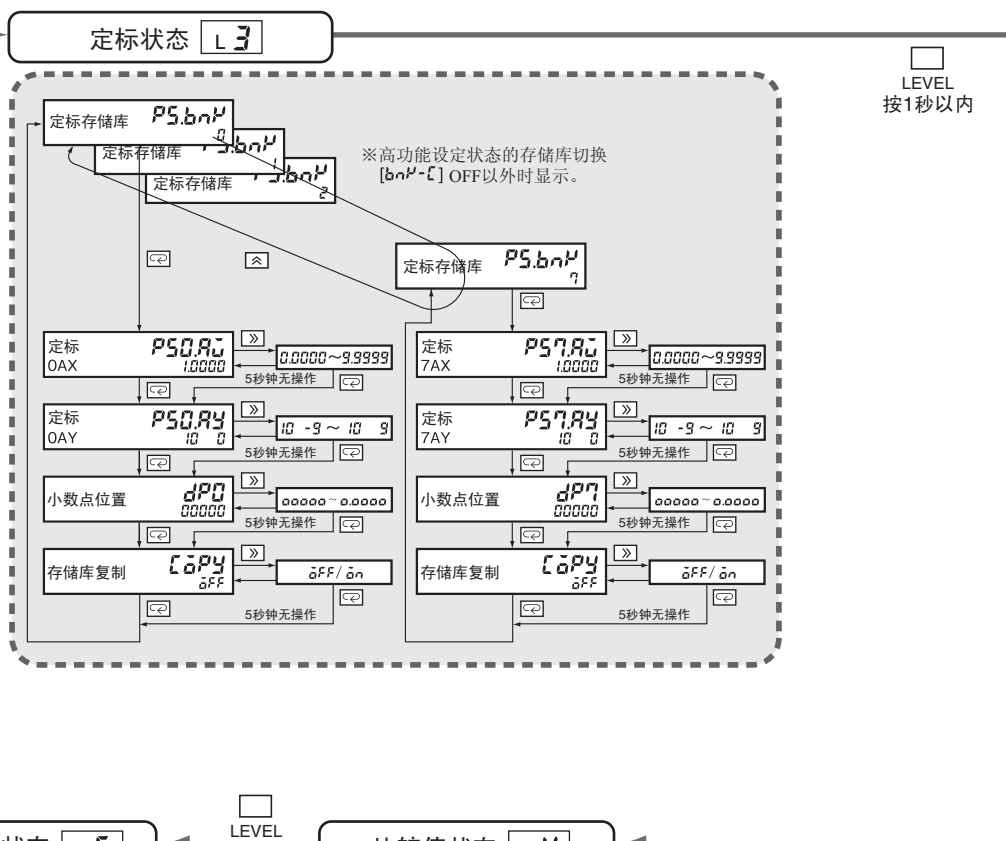 定标状态 L 3
LEVEL
按1秒以内
定标存储库 PS.bnK
0
定标存储库 PS.bnK
1
定标存储库 PS.bnK
2
※高功能设定状态的存储库切换
[bnK-C] OFF以外时显示。
定标存储库 PS.bnK
7
定标
0AX
PS0.AX
1.0000
0.0000～9.9999
5秒钟无操作
定标
0AY
PS0.AY
10 0
10 -9～10 9
5秒钟无操作
小数点位置
dP0
00000
00000～0.0000
5秒钟无操作
存储库复制
CoPY
oFF
oFF/on
5秒钟无操作
定标
7AX
PS7.AX
1.0000
0.0000～9.9999
5秒钟无操作
定标
7AY
PS7.AY
10 0
10 -9～10 9
5秒钟无操作
小数点位置
dP7
00000
00000～0.0000
5秒钟无操作
存储库复制
CoPY
oFF
oFF/on
5秒钟无操作
LEVEL